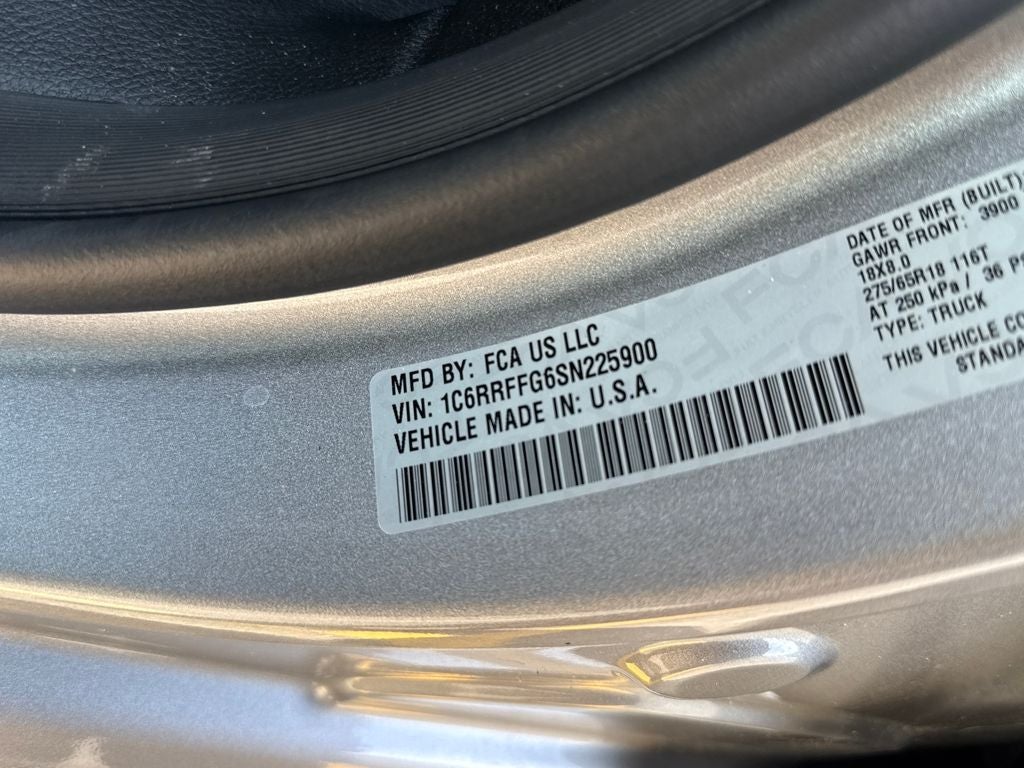 MFD BY: FCA US LLC
VIN: 1C6RRFFG6SN225900
VEHICLE MADE IN: U.S.A.
DATE OF MFR (BUILT):
GAWR FRONT: 3900
18X8.0
275/65R18 116T
AT 250 kPa / 36 PS
TYPE: TRUCK
THIS VEHICLE CO
STANDA